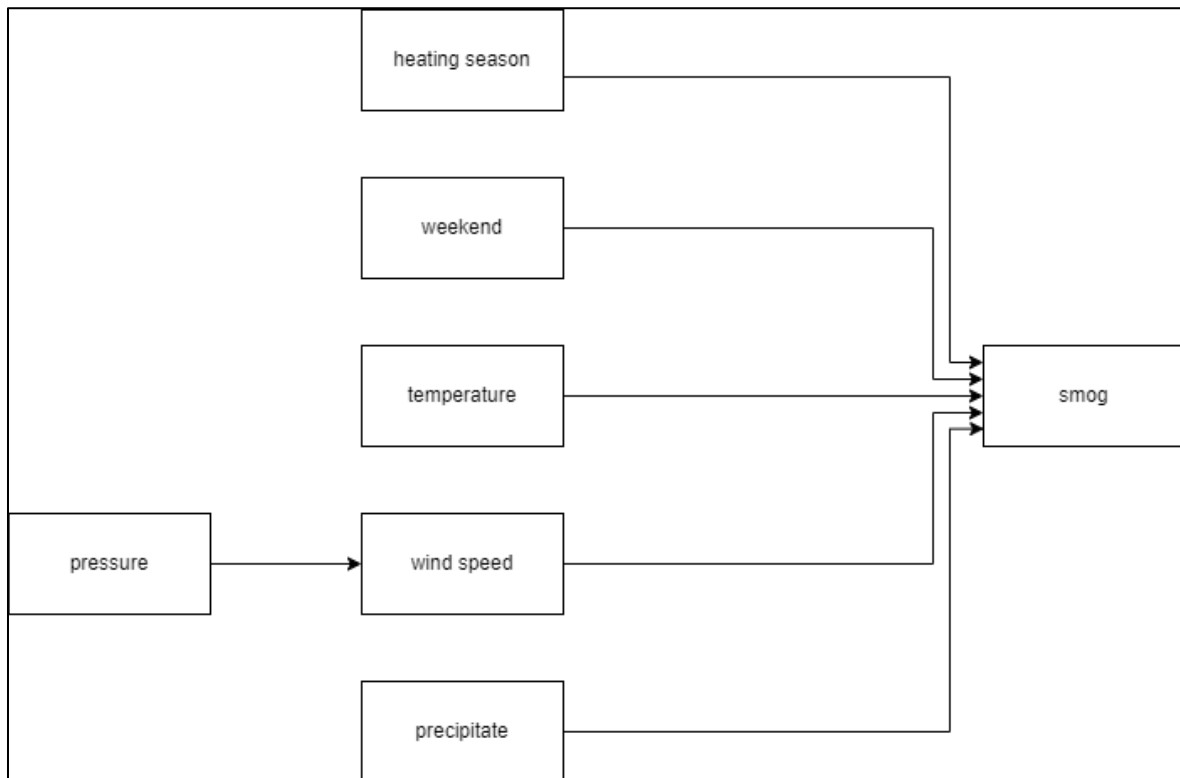 heating season
weekend
temperature
smog
pressure
wind speed
precipitate